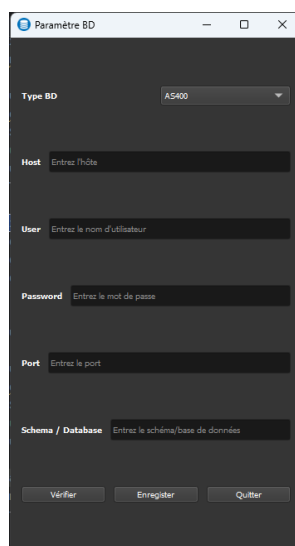 Paramètre BD
Type BD AS400
Host Entrez l'hôte
User Entrez le nom d'utilisateur
Password Entrez le mot de passe
Port Entrez le port
Schema / Database Entrez le schéma/base de données
Vérifier Enregister Quitter